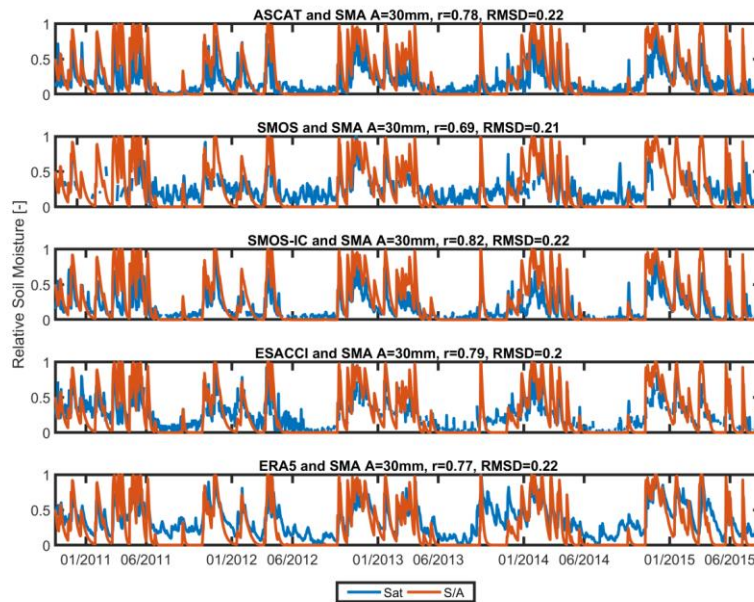 ASCAT and SMA A=30mm, r=0.78, RMSD=0.22
1
0.5
0
SMOS and SMA A=30mm, r=0.69, RMSD=0.21
1
0.5
0
Relative Soil Moisture [-]
SMOS-IC and SMA A=30mm, r=0.82, RMSD=0.22
1
0.5
0
ESACCI and SMA A=30mm, r=0.79, RMSD=0.2
1
0.5
0
ERA5 and SMA A=30mm, r=0.77, RMSD=0.22
1
0.5
0
01/2011 06/2011 01/2012 06/2012 01/2013 06/2013 01/2014 06/2014 01/2015 06/2015
Sat S/A